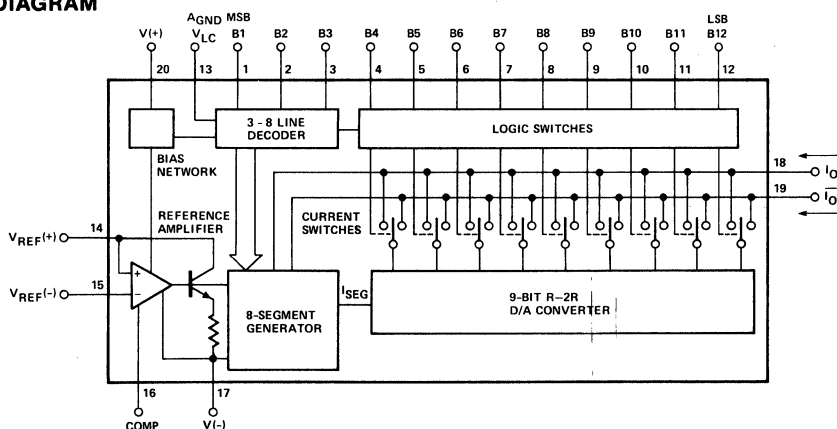 DIAGRAM
V(+)
AGND
VLC
MSB
B1
B2
B3
B4
B5
B6
B7
B8
B9
B10
B11
LSB
B12
20
13
1
2
3
4
5
6
7
8
9
10
11
12
3 - 8 LINE
DECODER
LOGIC SWITCHES
BIAS
NETWORK
18
IO
19
IO
REFERENCE
AMPLIFIER
CURRENT
SWITCHES
VREF(+)
14
VREF(-)
15
+
-
8-SEGMENT
GENERATOR
ISEG
9-BIT R-2R
D/A CONVERTER
16
17
COMP
V(-)